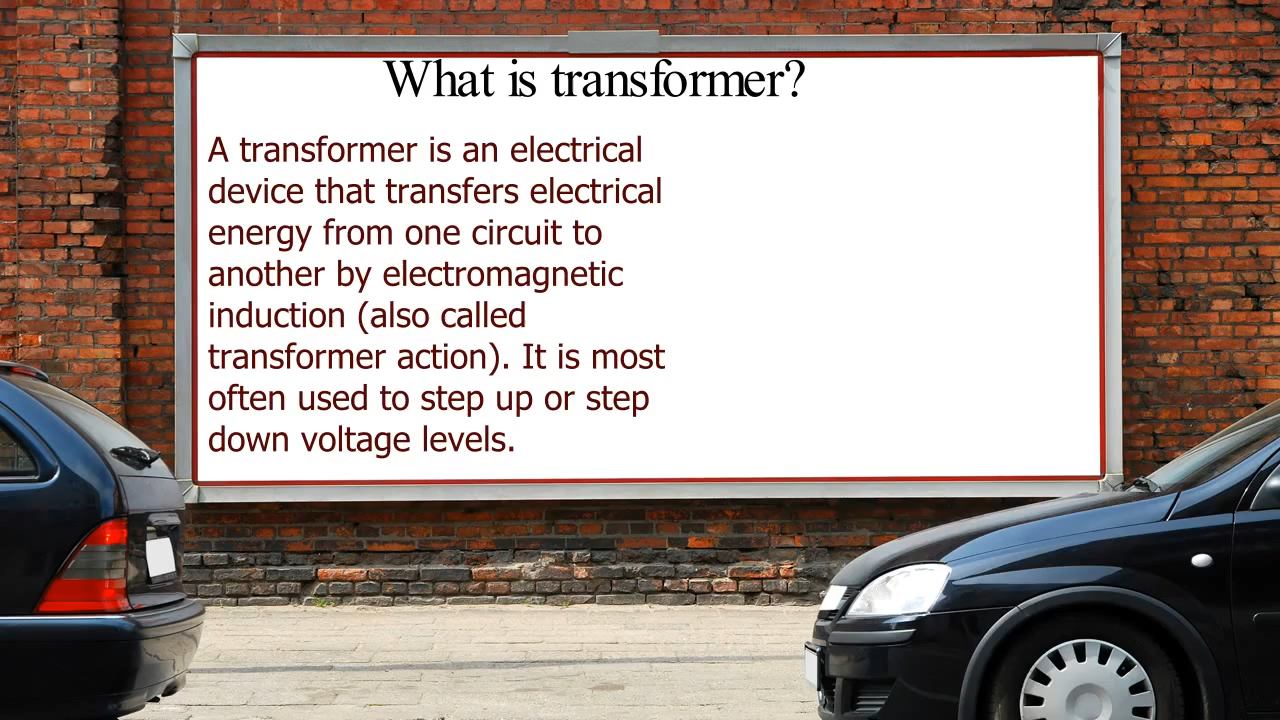 What is transformer?
A transformer is an electrical
device that transfers electrical
energy from one circuit to
another by electromagnetic
induction (also called
transformer action). It is most
often used to step up or step
down voltage levels.